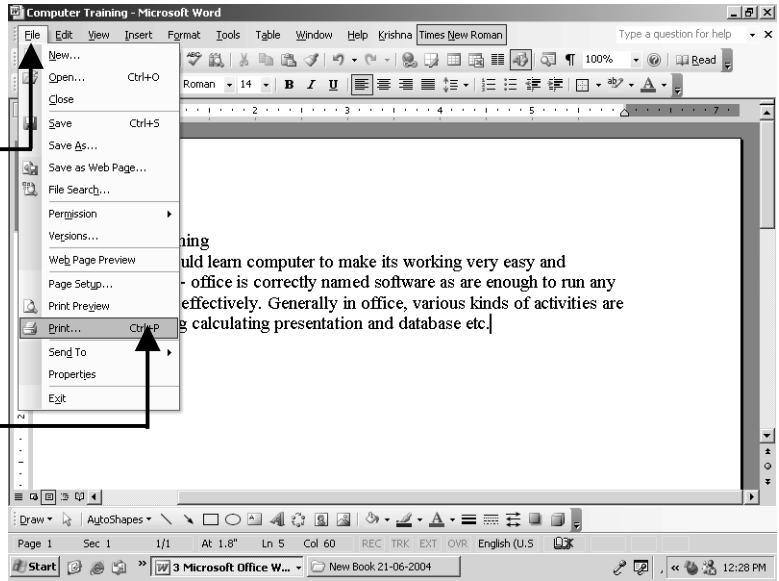 Computer Training - Microsoft Word
File Edit View Insert Format Tools Table Window Help Krishna Times New Roman Type a question for help
New...
100% Read
Open... Ctrl+O
Roman 14 B I U
Close
2 3 4 5 7
Save Ctrl+S
Save As...
Save as Web Page...
File Search...
Permission
Versions...
ning
Web Page Preview
uld learn computer to make its working very easy and
Page Setup...
- office is correctly named software as are enough to run any
Print Preview
effectively. Generally in office, various kinds of activities are
Print... Ctrl+P
g calculating presentation and database etc.
Send To
Properties
Exit
2
Draw AutoShapes
Page 1 Sec 1 1/1 At 1.8" Ln 5 Col 60 REC TRK EXT OVR English (U.S
Start 3 Microsoft Office W... New Book 21-06-2004 12:28 PM